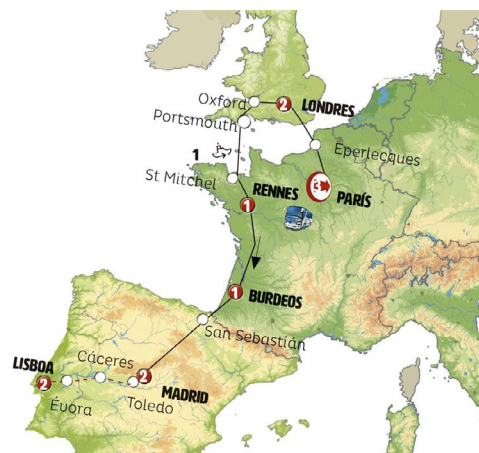 Oxford
2
LONDRES
Portsmouth
Eperlecques
1
St Mitchel
RENNES
3
PARÍS
1
1
BURDEOS
San Sebastián
Cáceres
LISBOA
2
MADRID
2
Évora
Toledo